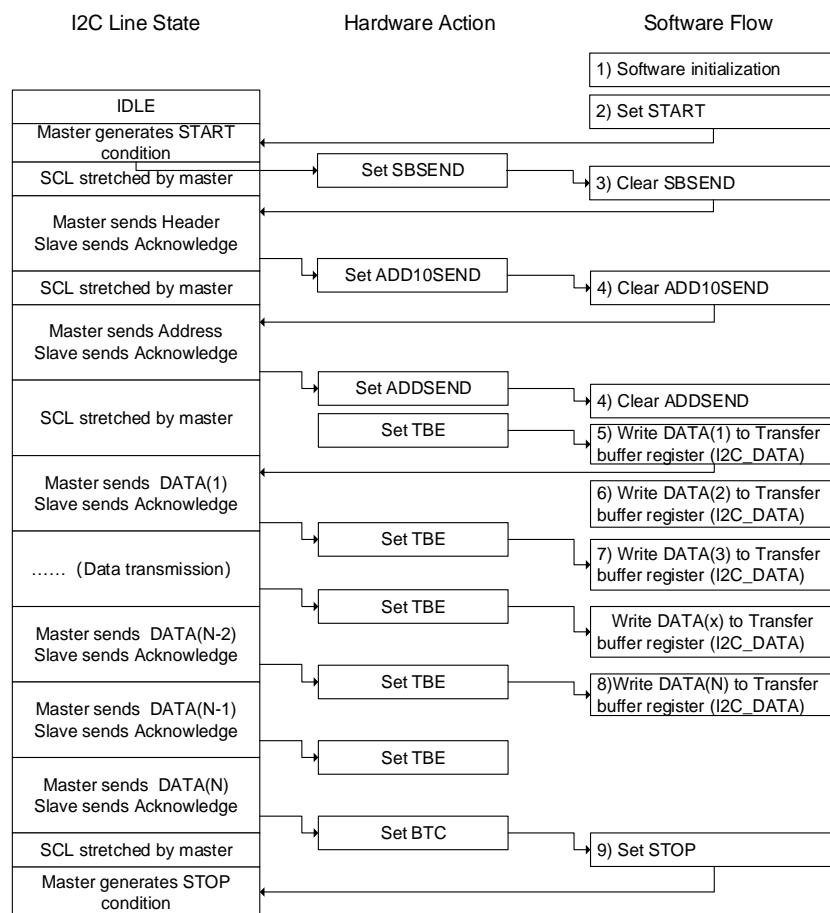 I2C Line State
Hardware Action
Software Flow
1) Software initialization
IDLE
2) Set START
Master generates START
condition
SCL stretched by master
Set SBSEND
3) Clear SBSEND
Master sends Header
Slave sends Acknowledge
SCL stretched by master
Set ADD10SEND
4) Clear ADD10SEND
Master sends Address
Slave sends Acknowledge
SCL stretched by master
Set ADDSEND
4) Clear ADDSEND
Set TBE
5) Write DATA(1) to Transfer
buffer register (I2C_DATA)
Master sends DATA(1)
Slave sends Acknowledge
6) Write DATA(2) to Transfer
buffer register (I2C_DATA)
Set TBE
7) Write DATA(3) to Transfer
buffer register (I2C_DATA)
…… (Data transmission)
Set TBE
Write DATA(x) to Transfer
buffer register (I2C_DATA)
Master sends DATA(N-2)
Slave sends Acknowledge
Set TBE
8)Write DATA(N) to Transfer
buffer register (I2C_DATA)
Master sends DATA(N-1)
Slave sends Acknowledge
Set TBE
Master sends DATA(N)
Slave sends Acknowledge
Set BTC
SCL stretched by master
9) Set STOP
Master generates STOP
condition